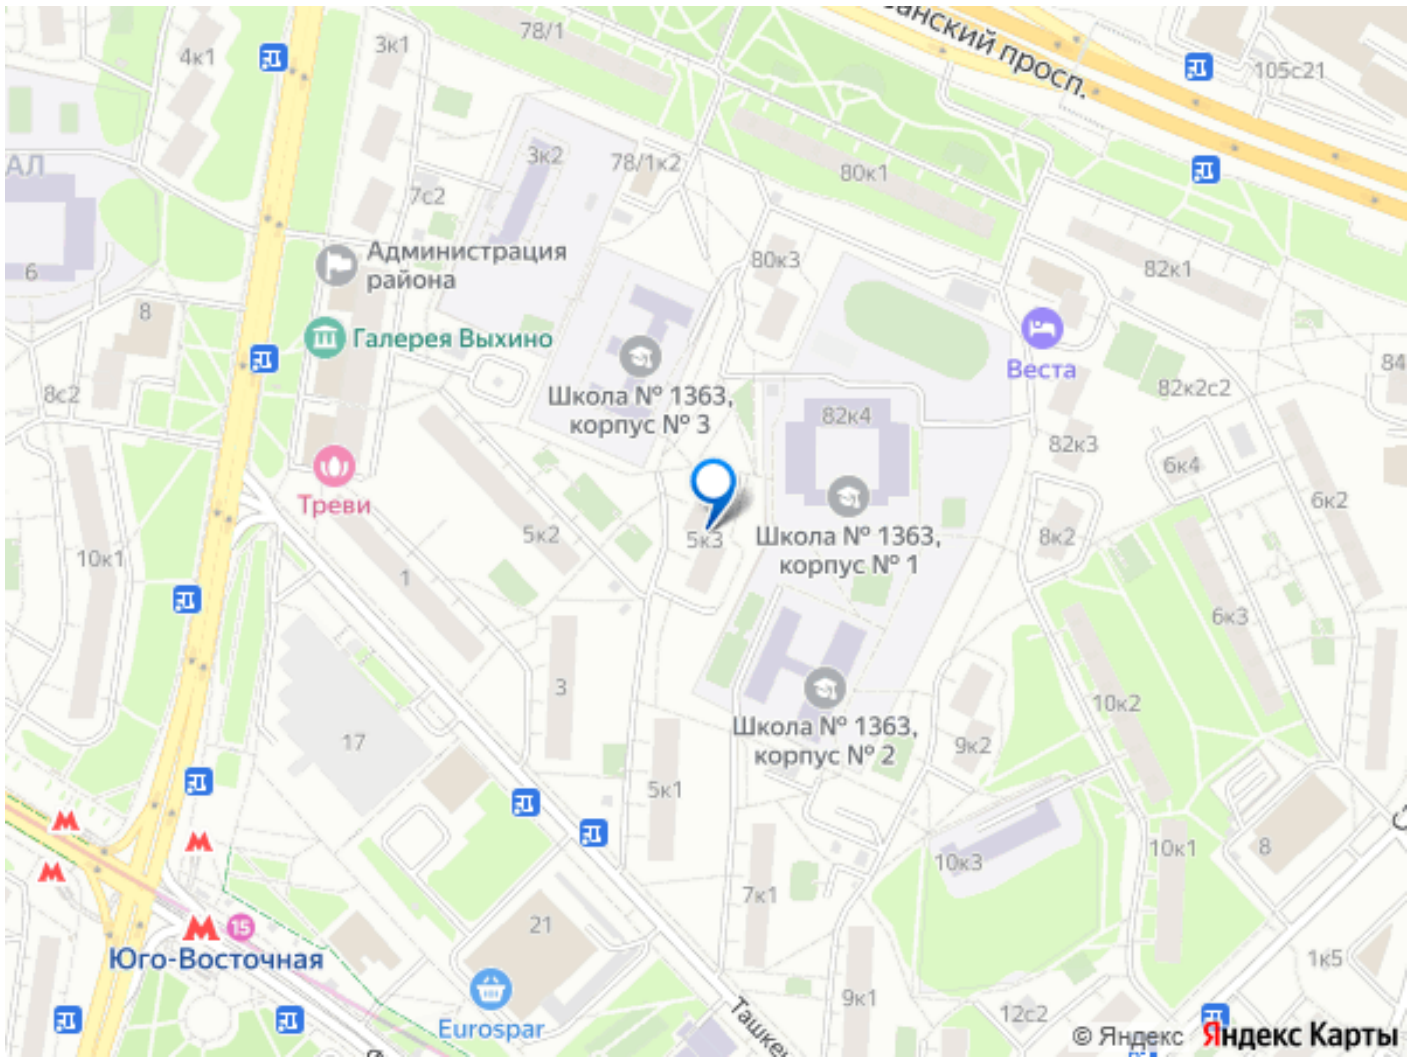 78/1
3к1
4к1
анский просп.
105с21
3к2
78/1к2
80к1
АЛ
7с2
Администрация
района
80к3
82к1
6
8
Галерея Выхино
Веста
84
8с2
Школа № 1363,
корпус № 3
82к4
82к2с2
82к3
6к4
6к2
Треви
5к2
5к3
Школа № 1363,
корпус № 1
8к2
10к1
1
6к3
3
10к2
17
Школа № 1363,
корпус № 2
9к2
5к1
10к3
10к1
8
7к1
15
21
Юго-Восточная
1к5
Eurospar
9к1
12с2
Ташке
© Яндекс Яндекс Карты